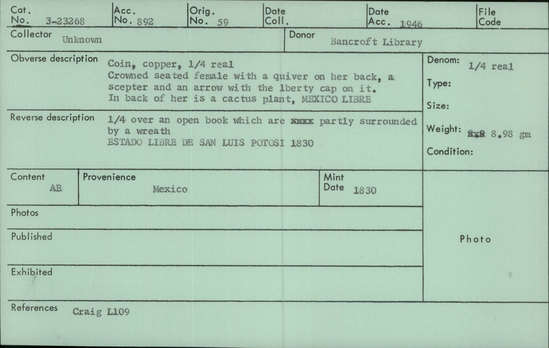 Cat. No. 3-23268 Acc. No. 892 Orig. No. 59 Date Coll. Date Acc. 1946 File Code
Collector Unknown Donor Bancroft Library
Obverse description Coin, copper, 1/4 real
Crowned seated female with a quiver on her back, a
scepter and an arrow with the lberty cap on it.
In back of her is a cactus plant, MEXICO LIBRE
Denom: 1/4 real
Type:
Size:
Weight: 8.98 gm
Condition:
Reverse description 1/4 over an open book which are partly surrounded
by a wreath
ESTADO LIBRE DE SAN LUIS POTOSI 1830
Content AE Provenience Mexico Mint Date 1830
Photos
Published
Exhibited
Photo
References Craig L109